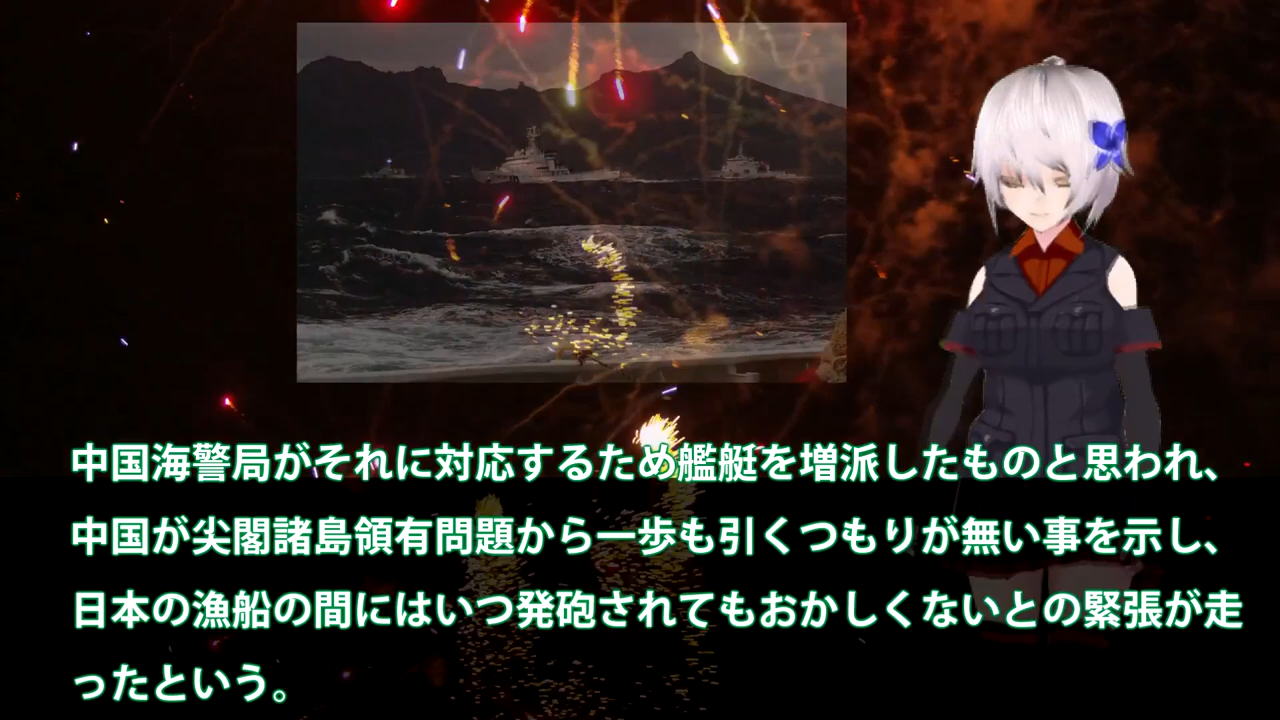 中国海警局がそれに対応するため艦艇を増派したものと思われ、
中国が尖閣諸島領有問題から一歩も引くつもりが無い事を示し、
日本の漁船の間にはいつ発砲されてもおかしくないとの緊張が走
ったという。